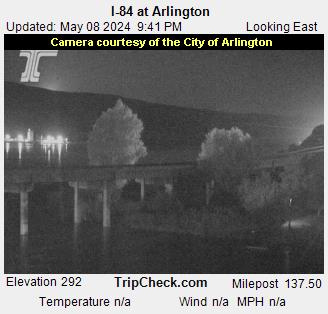 I-84 at Arlington
Updated: May 08 2024 9:41 PM Looking East
Camera courtesy of the City of Arlington
Elevation 292 TripCheck.com Milepost 137.50
Temperature n/a Wind n/a MPH n/a